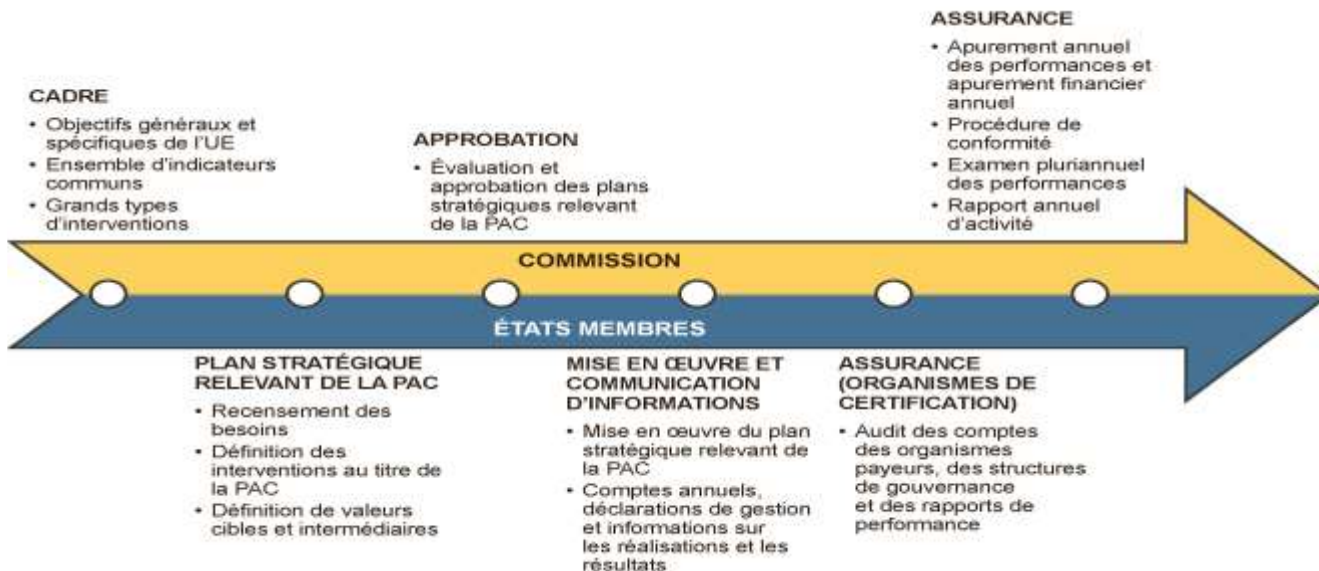 CADRE
• Objectifs généraux et
spécifiques de l'UE
• Ensemble d'indicateurs
communs
• Grands types
d'interventions
APPROBATION
• Évaluation et
approbation des plans
stratégiques relevant
de la PAC
ASSURANCE
• Apurement annuel
des performances et
apurement financier
annuel
• Procédure de
conformité
• Examen pluriannuel
des performances
• Rapport annuel
d'activité
COMMISSION
ÉTATS MEMBRES
PLAN STRATÉGIQUE
RELEVANT DE LA PAC
• Recensement des
besoins
• Définition des
interventions au titre de
la PAC
• Définition de valeurs
cibles et intermédiaires
MISE EN ŒUVRE ET
COMMUNICATION
D'INFORMATIONS
• Mise en œuvre du plan
stratégique relevant de
la PAC
• Comptes annuels,
déclarations de gestion
et informations sur
les réalisations et les
résultats
ASSURANCE
(ORGANISMES DE
CERTIFICATION)
• Audit des comptes
des organismes
payeurs, des structures
de gouvernance
et des rapports de
performance